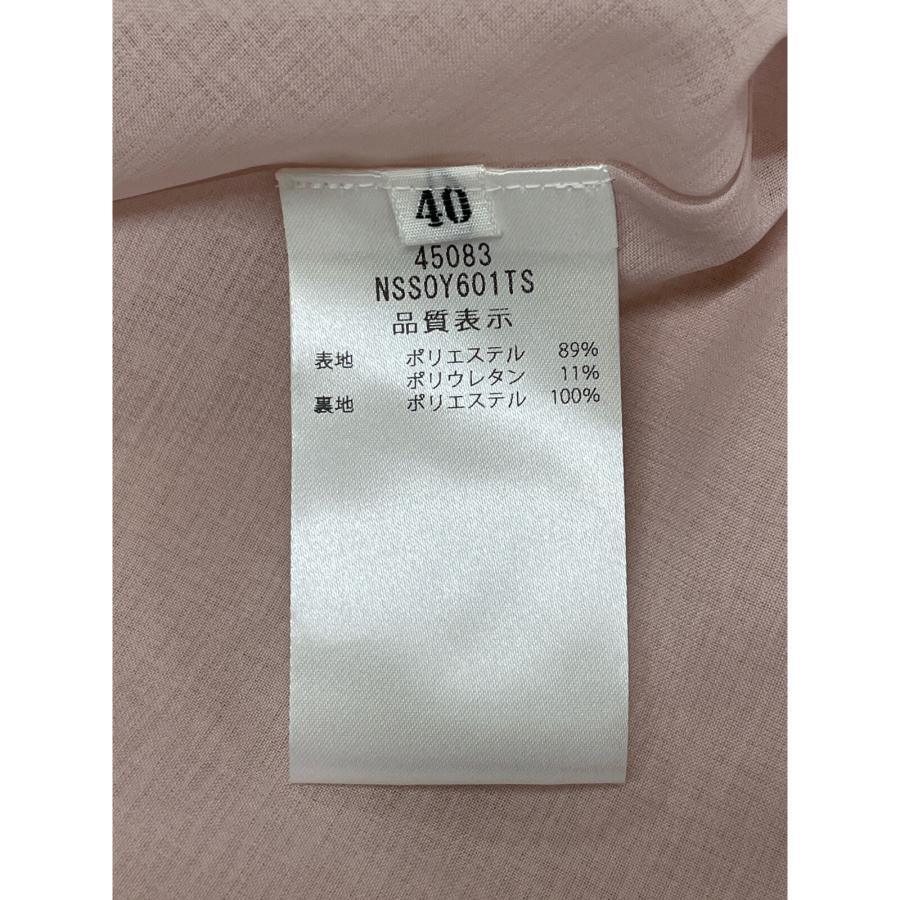 40
45083
NSSOY601TS
品質表示
表地 ポリエステル 89%
ポリウレタン 11%
裏地 ポリエステル 100%